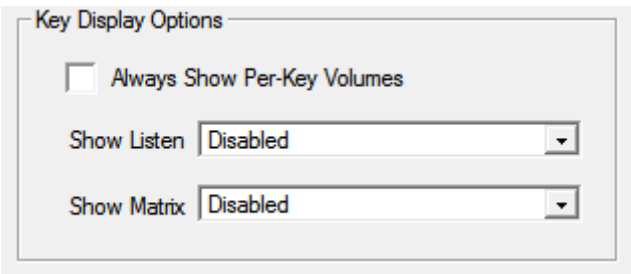 Key Display Options
Always Show Per-Key Volumes
Show Listen Disabled
Show Matrix Disabled